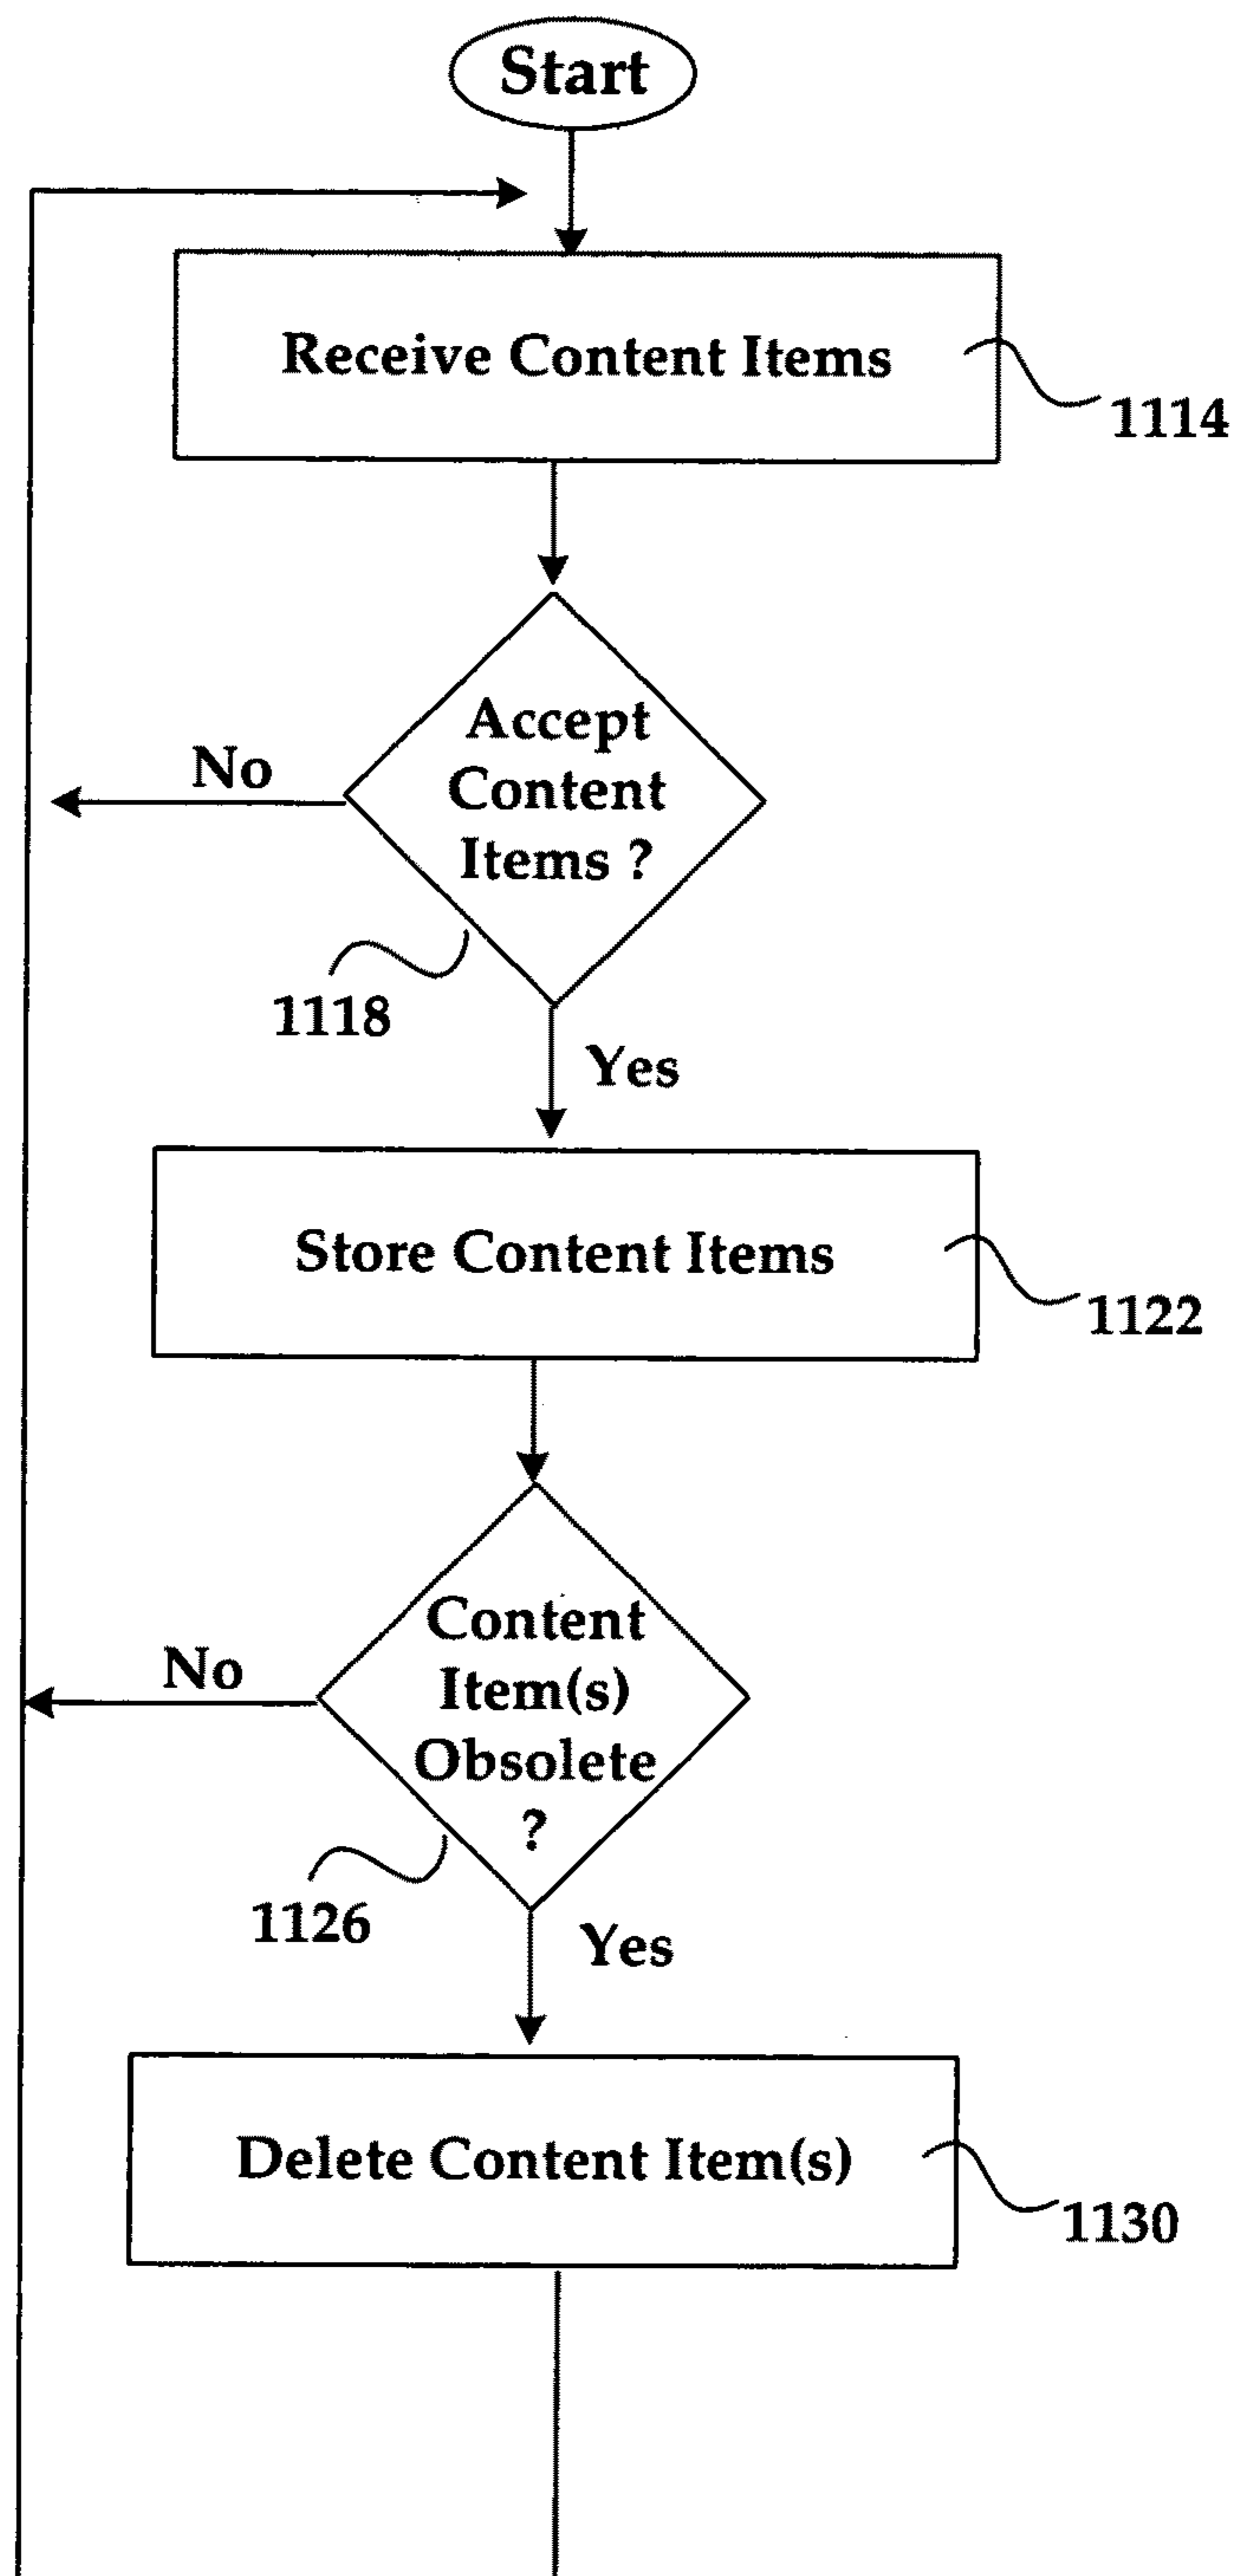 Start
Receive Content Items
1114
Accept
Content
Items ?
No
1118
Yes
Store Content Items
1122
Content
Item(s)
Obsolete
?
No
1126
Yes
Delete Content Item(s)
1130